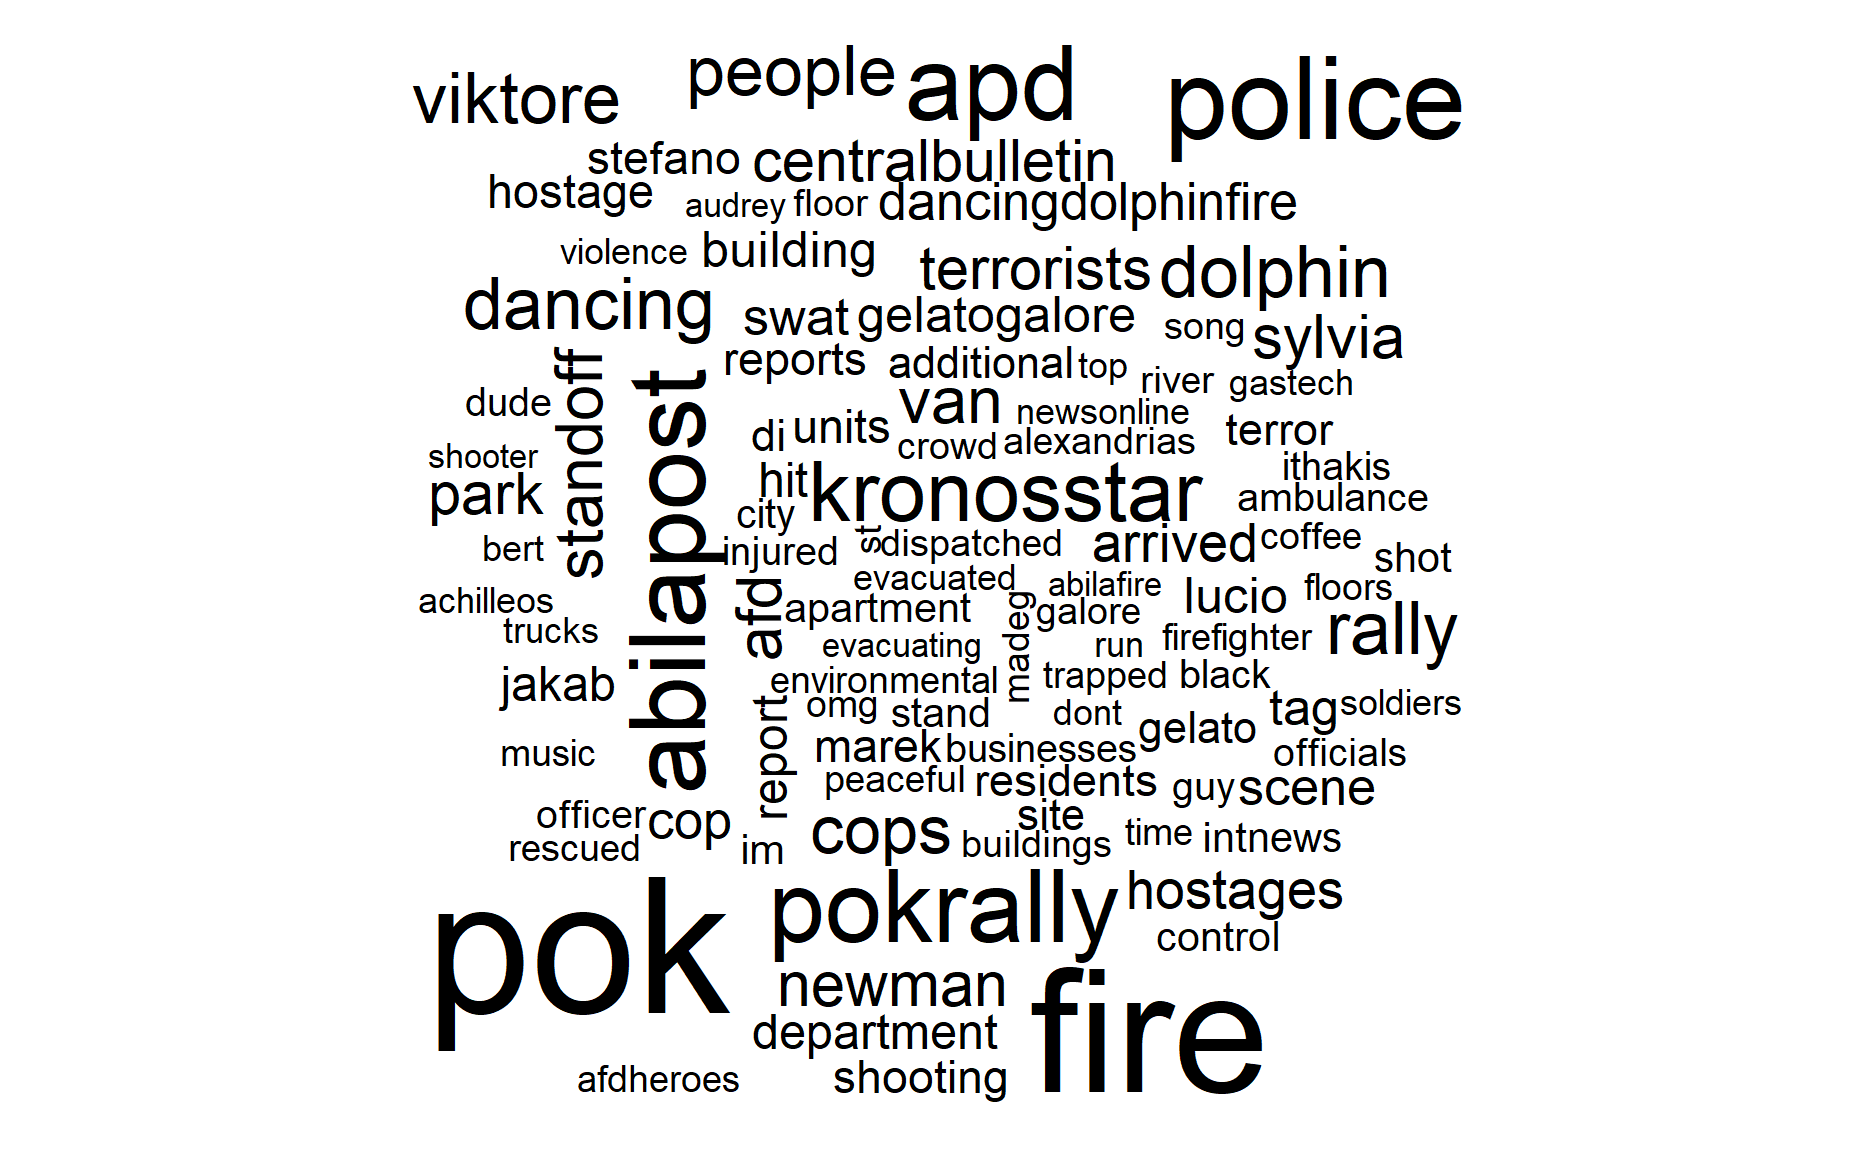 viktore people apd police
stefano centralbulletin
hostage audrey floor dancingdolphinfire
violence building terrorists dolphin
dancing swat gelatogalore song sylvia
standoff abilapost reports additional top river gastech
dude van newsonline
di units crowd alexandrias terror
shooter hit kronosstar ithakis
park city ambulance
bert injured st dispatched arrived coffee shot
achilleos afd evacuated abilafire lucio floors
apartment madeg galore
trucks evacuating run firefighter rally
jakab environmental trapped black
report omg stand dont gelato tag soldiers
music marek businesses officials
peaceful residents guy scene
officer cop cops site time intnews
rescued im buildings
pok pokrally hostages
control
newman fire
department
afdheroes shooting